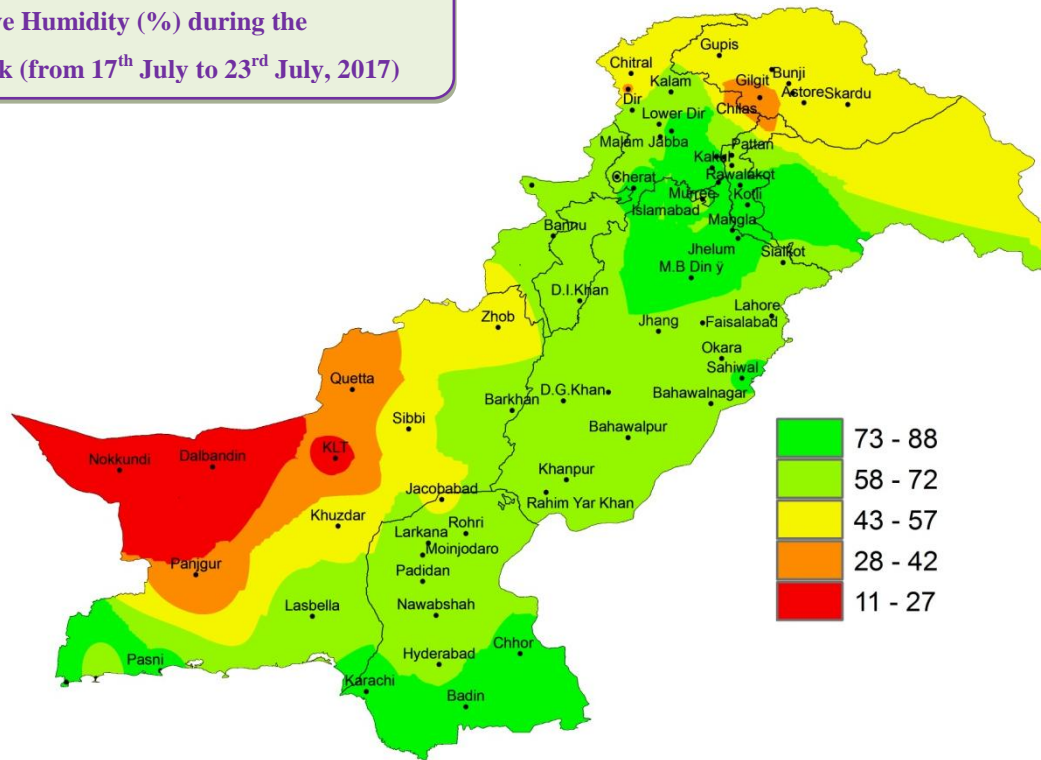 ve Humidity (%) during the
k (from 17th July to 23rd July, 2017)
Gupis
Chitral
Bunji
Gilgit
Kalam
Astore Skardu
Dir
Chilas
Lower Dir
Malam Jabba
Pattan
Cherat
Rawalakot
Murree
Kotli
Islamabad
Mangla
Bannu
Jhelum
Sialkot
M.B Din ÿ
D.I.Khan
Lahore
Zhob
Jhang
Faisalabad
Okara
Sahiwal
Quetta
D.G.Khan
Bahawalnagar
Barkhan
Sibbi
Bahawalpur
73 - 88
KLT
Nokkundi
Dalbandin
58 - 72
Khanpur
Jacobabad
Rahim Yar Khan
43 - 57
Khuzdar
Rohri
Larkana
Moinjodaro
28 - 42
Panjgur
Padidan
11 - 27
Lasbella
Nawabshah
Chhor
Hyderabad
Pasni
Karachi
Badin